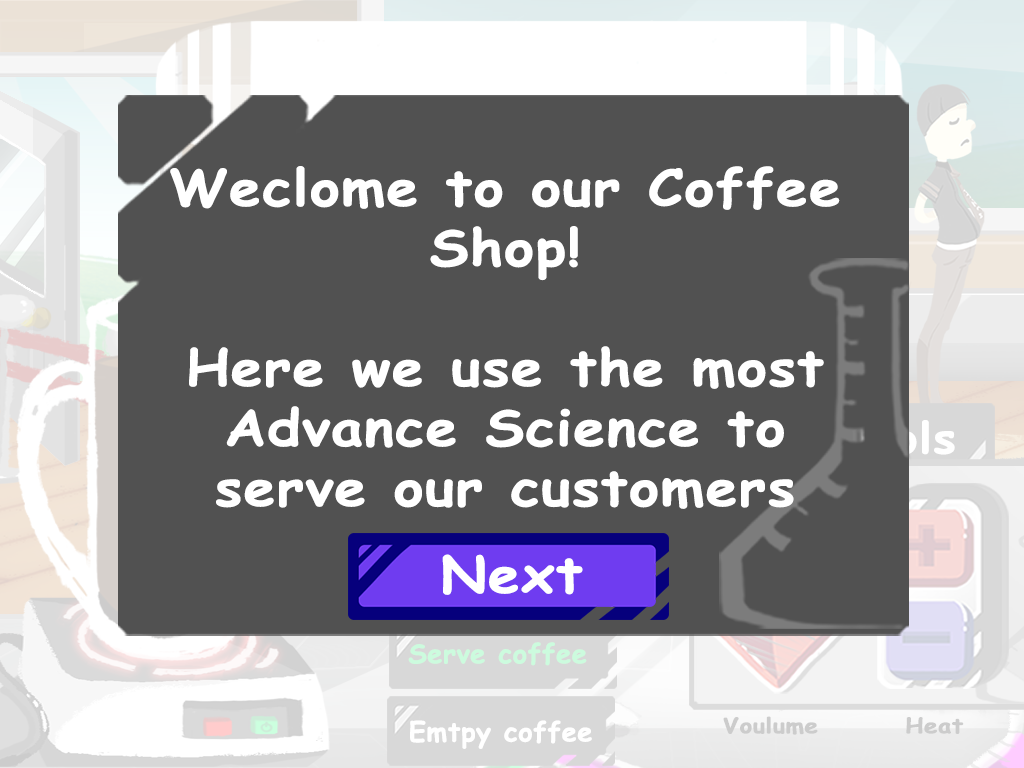 Weclome to our Coffee
Shop!
Here we use the most
Advance Science to
serve our customers
Next
Serve coffee
Emtpy coffee
Voulume
Heat